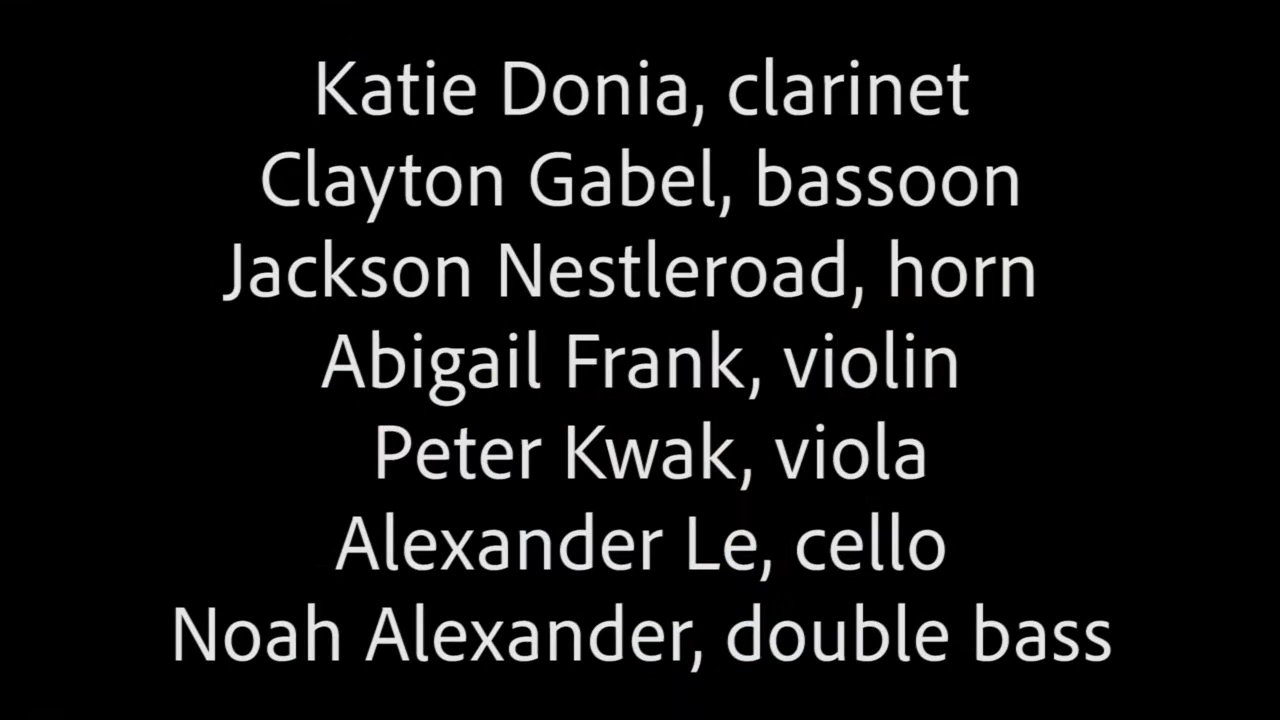 Katie Donia, clarinet
Clayton Gabel, bassoon
Jackson Nestleroad, horn
Abigail Frank, violin
Peter Kwak, viola
Alexander Le, cello
Noah Alexander, double bass